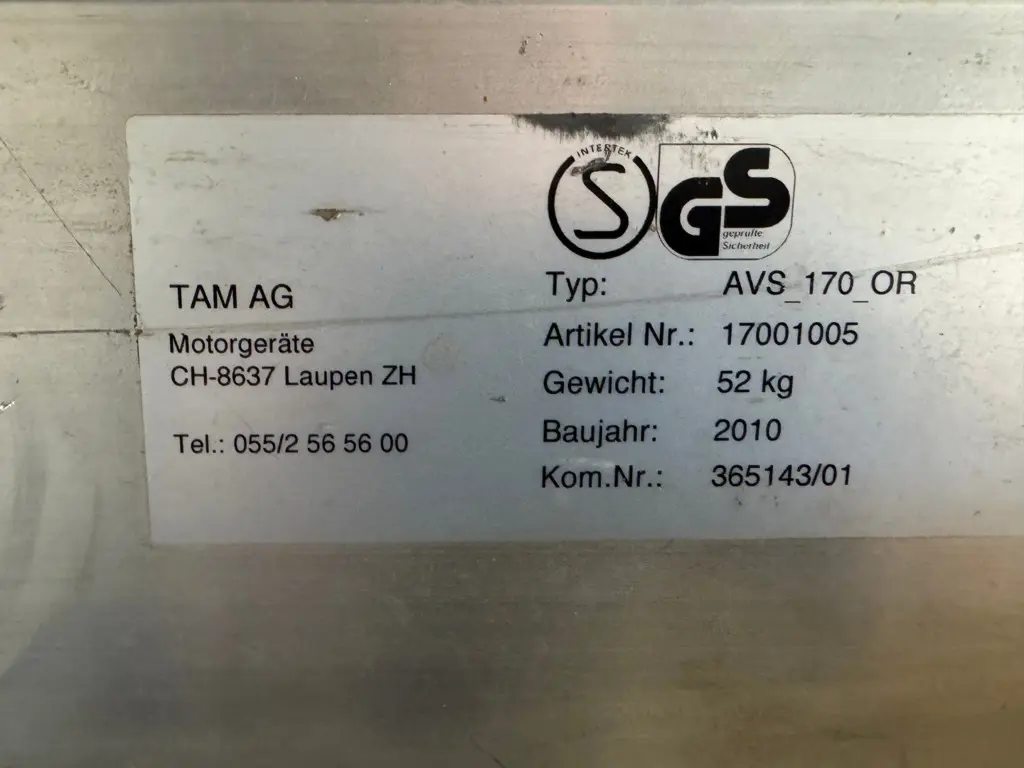 INTERTEK
S
GS
geprüfte
Sicherheit
TAM AG
Motorgeräte
CH-8637 Laupen ZH
Tel.: 055/2 56 56 00
Typ: AVS_170_OR
Artikel Nr.: 17001005
Gewicht: 52 kg
Baujahr: 2010
Kom.Nr.: 365143/01